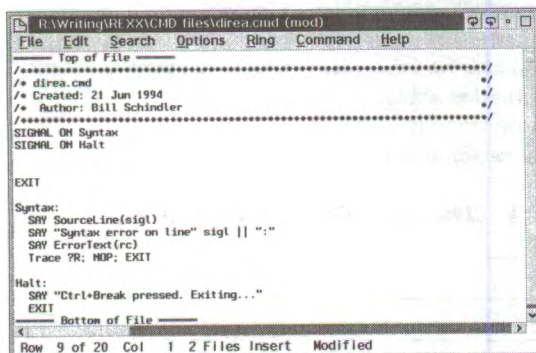 R:\Writing\REXX\CMD files\direa.cmd (mod)
File Edit Search Options Ring Command Help
Top of File
/****************************************************************/
/* direa.cmd */
/* Created: 21 Jun 1994 */
/* Author: Bill Schindler */
/****************************************************************/
SIGNAL ON Syntax
SIGNAL ON Halt
EXIT
Syntax:
SAY SourceLine(sigl)
SAY "Syntax error on line" sigl || ":"
SAY ErrorText(rc)
Trace ?R; NOP; EXIT
Halt:
SAY "Ctrl+Break pressed. Exiting..."
EXIT
Bottom of File
Row 9 of 20 Col 1 2 Files Insert Modified